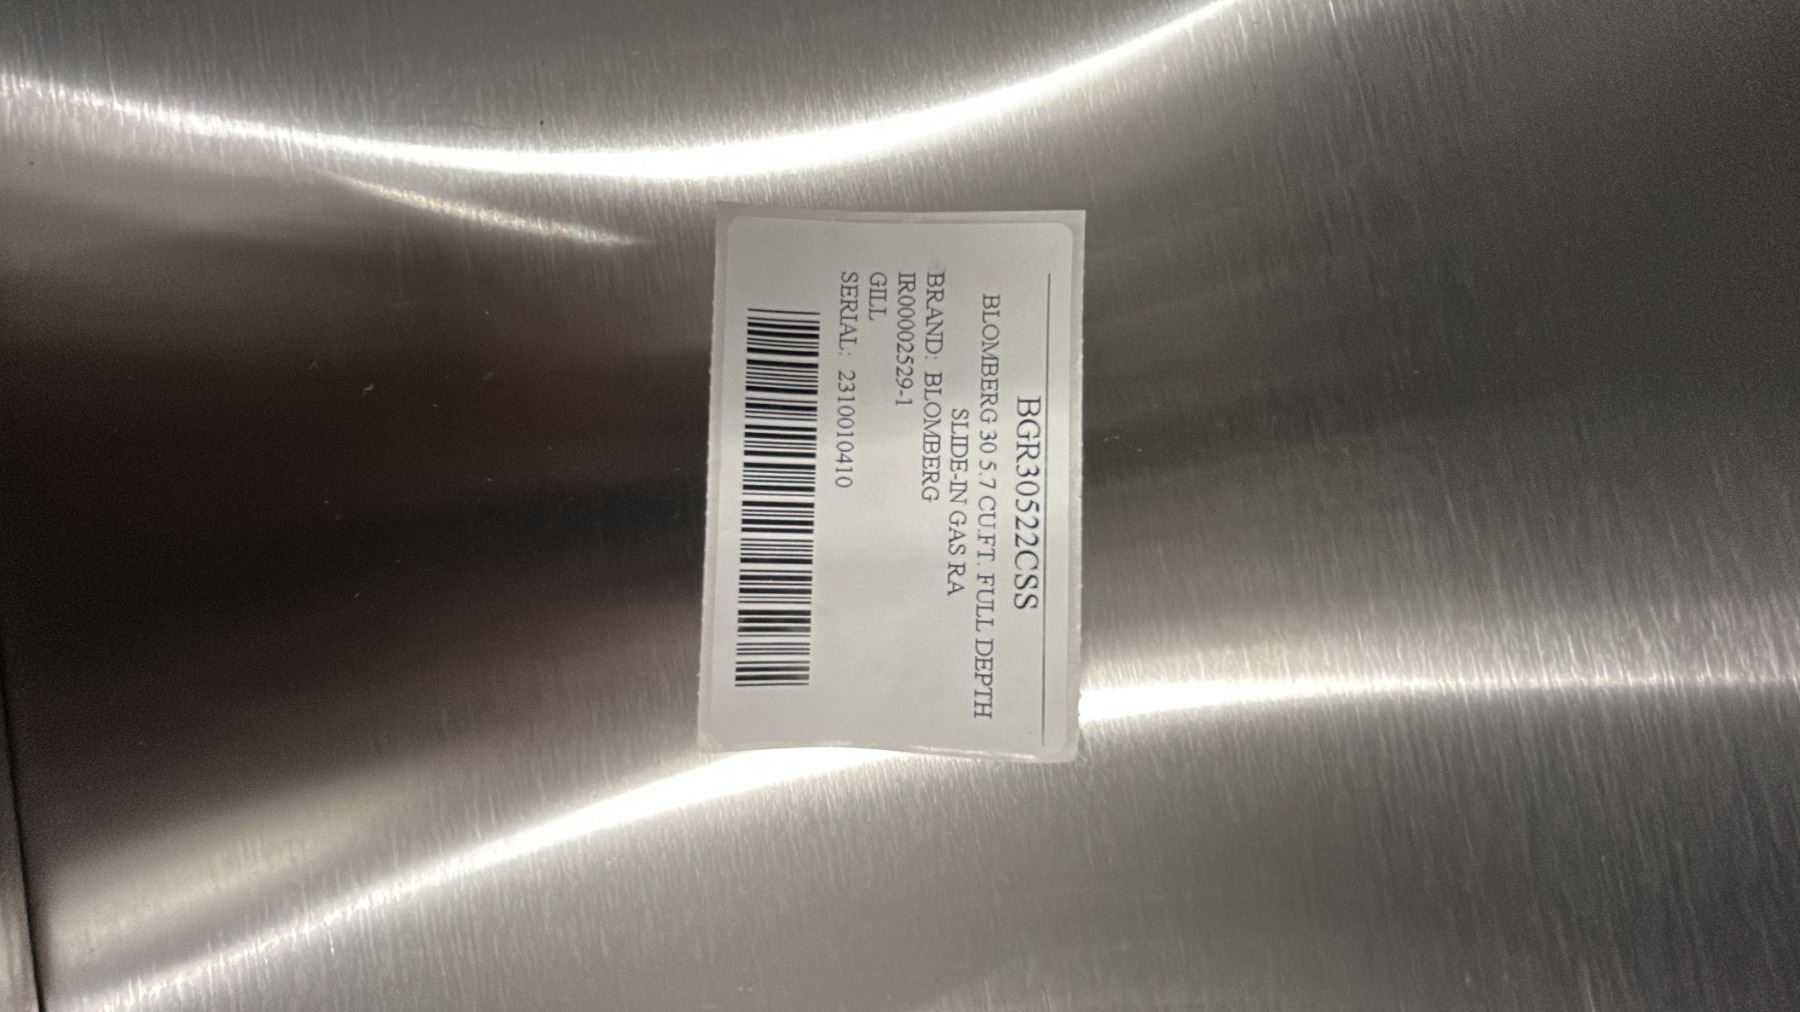 BGR30522CSS
BLOMBERG 30 5.7 CU.FT. FULL DEPTH
SLIDE-IN GAS RA
BRAND: BLOMBERG
IR00002529-1
GILL
SERIAL: 2310010410